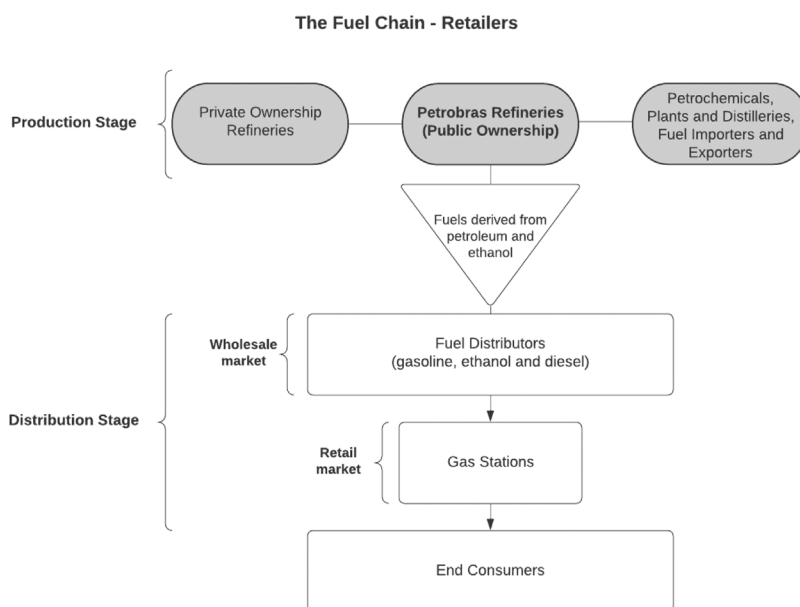 The Fuel Chain - Retailers
Production Stage
Private Ownership
Refineries
Petrobras Refineries
(Public Ownership)
Petrochemicals,
Plants and Distilleries,
Fuel Importers and
Exporters
Fuels derived from
petroleum and
ethanol
Distribution Stage
Wholesale
market
Fuel Distributors
(gasoline, ethanol and diesel)
Retail
market
Gas Stations
End Consumers